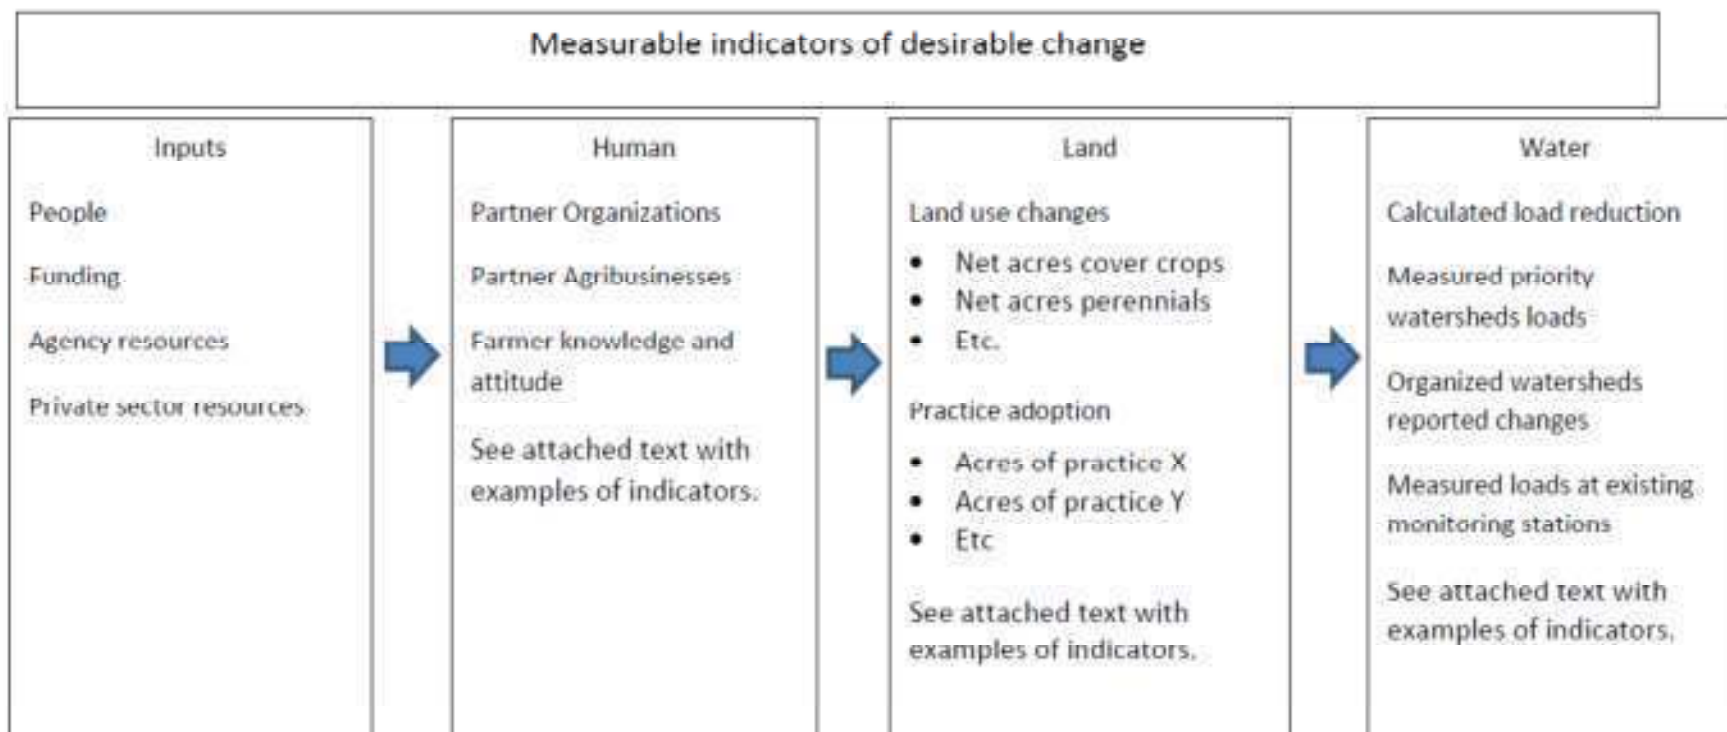 Measurable indicators of desirable change
Inputs
People
Funding
Agency resources
Private sector resources
Human
Partner Organizations
Partner Agribusinesses
Farmer knowledge and
attitude
See attached text with
examples of indicators.
Land
Land use changes
• Net acres cover crops
• Net acres perennials
• Etc.
Practice adoption
• Acres of practice X
• Acres of practice Y
• Etc
See attached text with
examples of indicators.
Water
Calculated load reduction
Measured priority
watersheds loads
Organized watersheds
reported changes
Measured loads at existing
monitoring stations
See attached text with
examples of indicators.